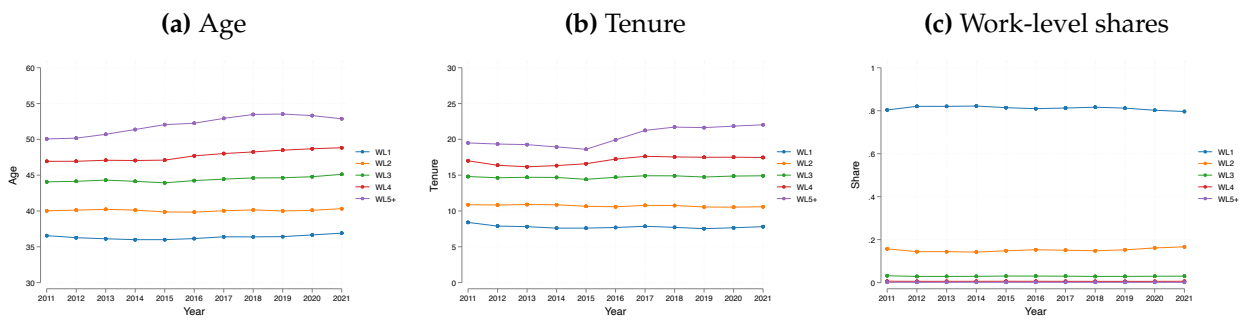 (a) Age
60
55
50
45
40
35
30
Age
2011 2012 2013 2014 2015 2016 2017 2018 2019 2020 2021
Year
WL1
WL2
WL3
WL4
WL5+
(b) Tenure
30
25
20
15
10
5
0
Tenure
2011 2012 2013 2014 2015 2016 2017 2018 2019 2020 2021
Year
WL1
WL2
WL3
WL4
WL5+
(c) Work-level shares
1
.8
.6
.4
.2
0
Share
2011 2012 2013 2014 2015 2016 2017 2018 2019 2020 2021
Year
WL1
WL2
WL3
WL4
WL5+